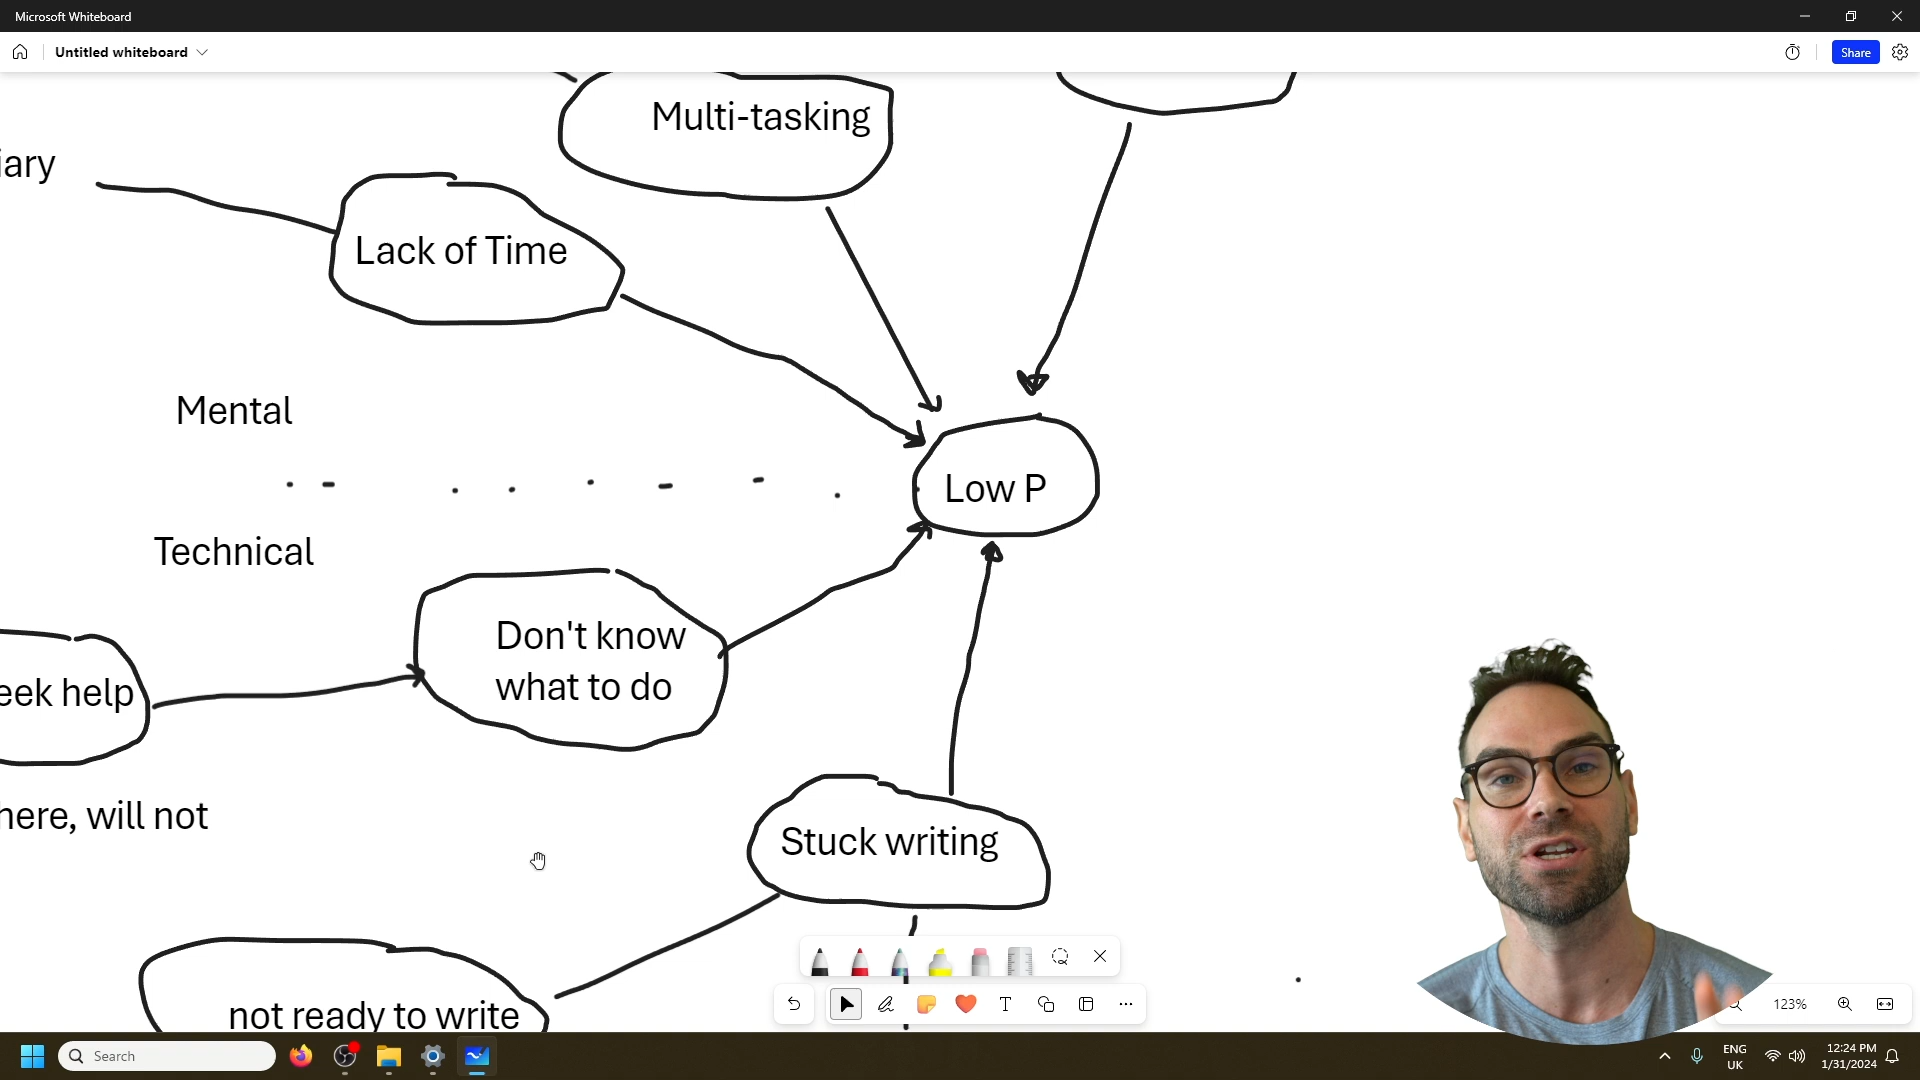 Microsoft Whiteboard
Untitled whiteboard
Share
Multi-tasking
iary
Lack of Time
Mental
Low P
Technical
Don't know
what to do
eek help
here, will not
Stuck writing
not ready to write
123%
Search
ENG
UK
12:24 PM
1/31/2024